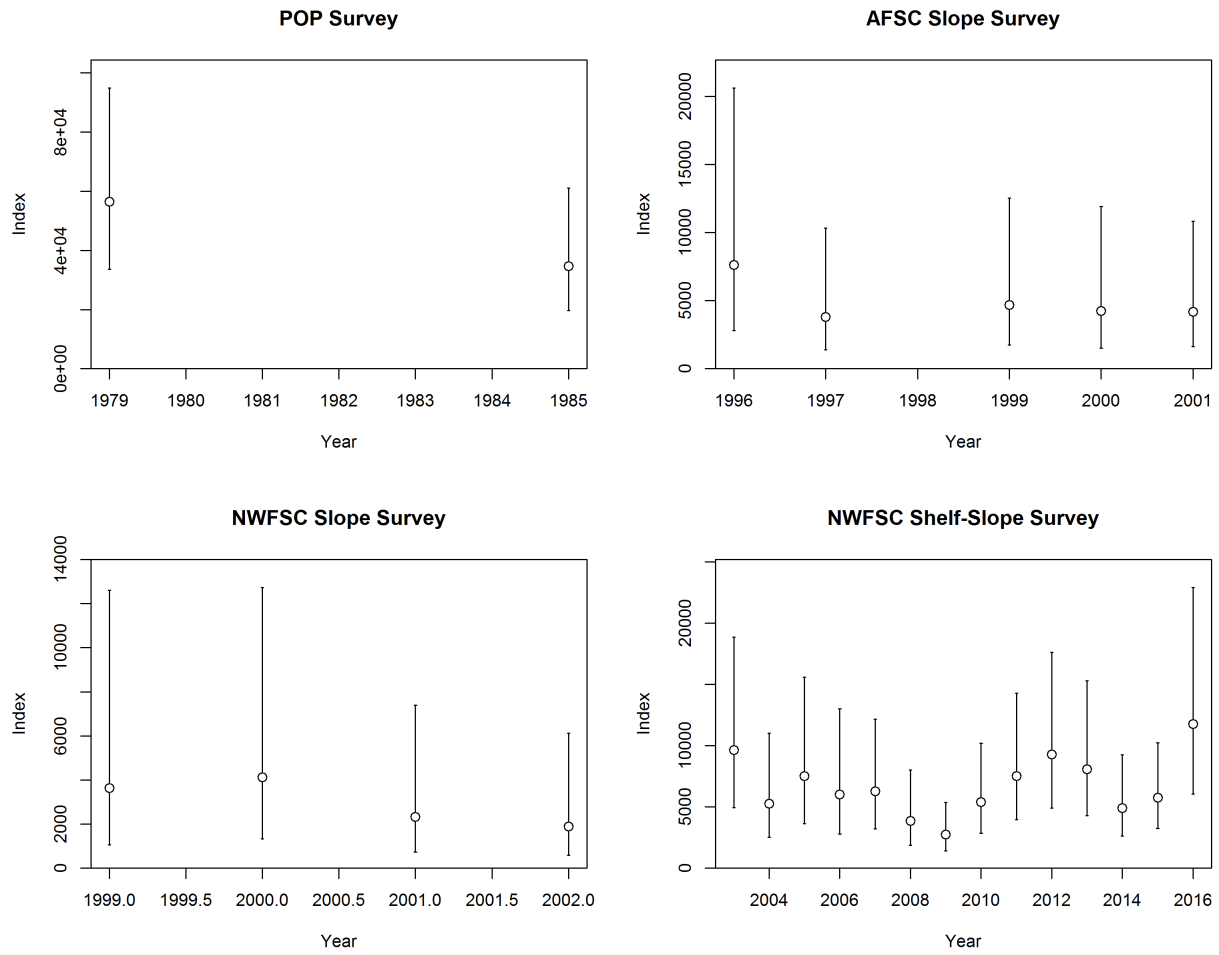 POP Survey
Index
8e+04
4e+04
0e+00
1979 1980 1981 1982 1983 1984 1985
Year
AFSC Slope Survey
Index
20000
15000
10000
5000
0
1996 1997 1998 1999 2000 2001
Year
NWFSC Slope Survey
Index
14000
10000
6000
2000
0
1999.0 1999.5 2000.0 2000.5 2001.0 2001.5 2002.0
Year
NWFSC Shelf-Slope Survey
Index
20000
10000
5000
0
2004 2006 2008 2010 2012 2014 2016
Year